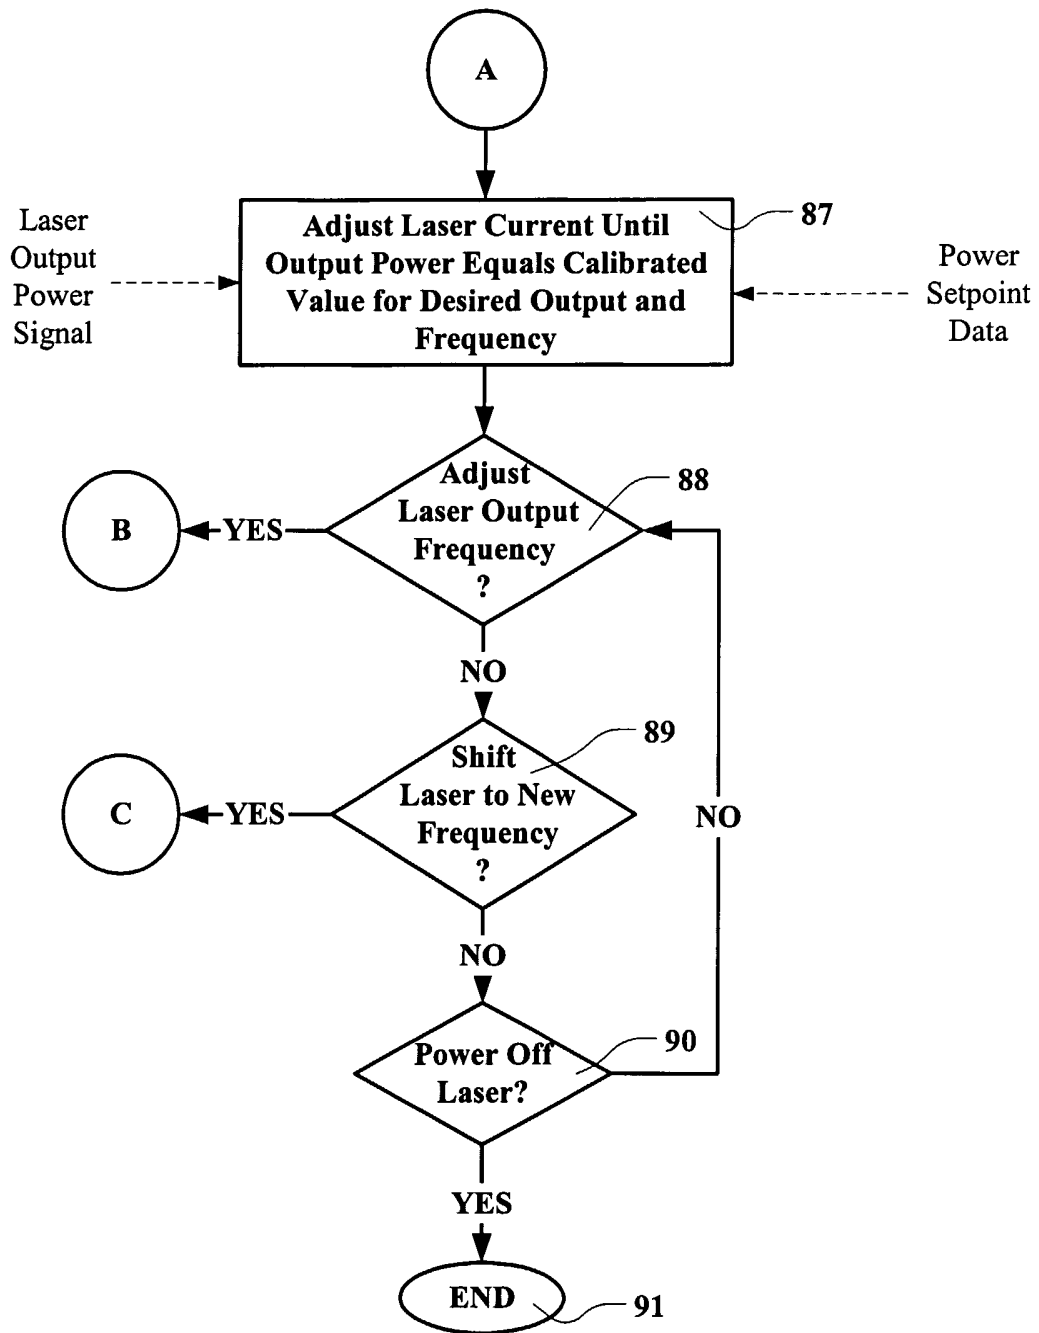 A
Adjust Laser Current Until
Output Power Equals Calibrated
Value for Desired Output and
Frequency
87
Laser
Output
Power
Signal
Power
Setpoint
Data
Adjust
Laser Output
Frequency
?
88
B
YES
NO
Shift
Laser to New
Frequency
?
89
C
YES
NO
NO
Power Off
Laser?
90
YES
END
91